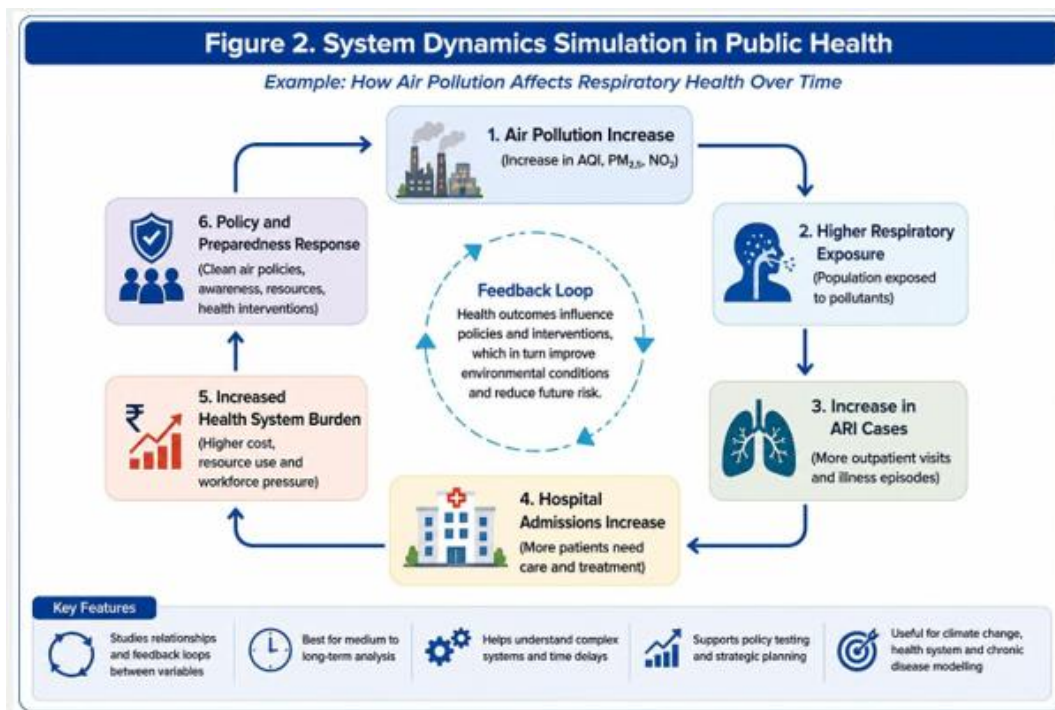 Figure 2. System Dynamics Simulation in Public Health
Example: How Air Pollution Affects Respiratory Health Over Time
1. Air Pollution Increase
(Increase in AQI, PM₂.₅, NO₂)
2. Higher Respiratory
Exposure
(Population exposed
to pollutants)
3. Increase in
ARI Cases
(More outpatient visits
and illness episodes)
4. Hospital
Admissions Increase
(More patients need
care and treatment)
5. Increased
Health System Burden
(Higher cost,
resource use and
workforce pressure)
₹
6. Policy and
Preparedness Response
(Clean air policies,
awareness, resources,
health interventions)
Feedback Loop
Health outcomes influence
policies and interventions,
which in turn improve
environmental conditions
and reduce future risk.
Key Features
Studies relationships
and feedback loops
between variables
Best for medium to
long-term analysis
Helps understand complex
systems and time delays
Supports policy testing
and strategic planning
Useful for climate change,
health system and chronic
disease modelling